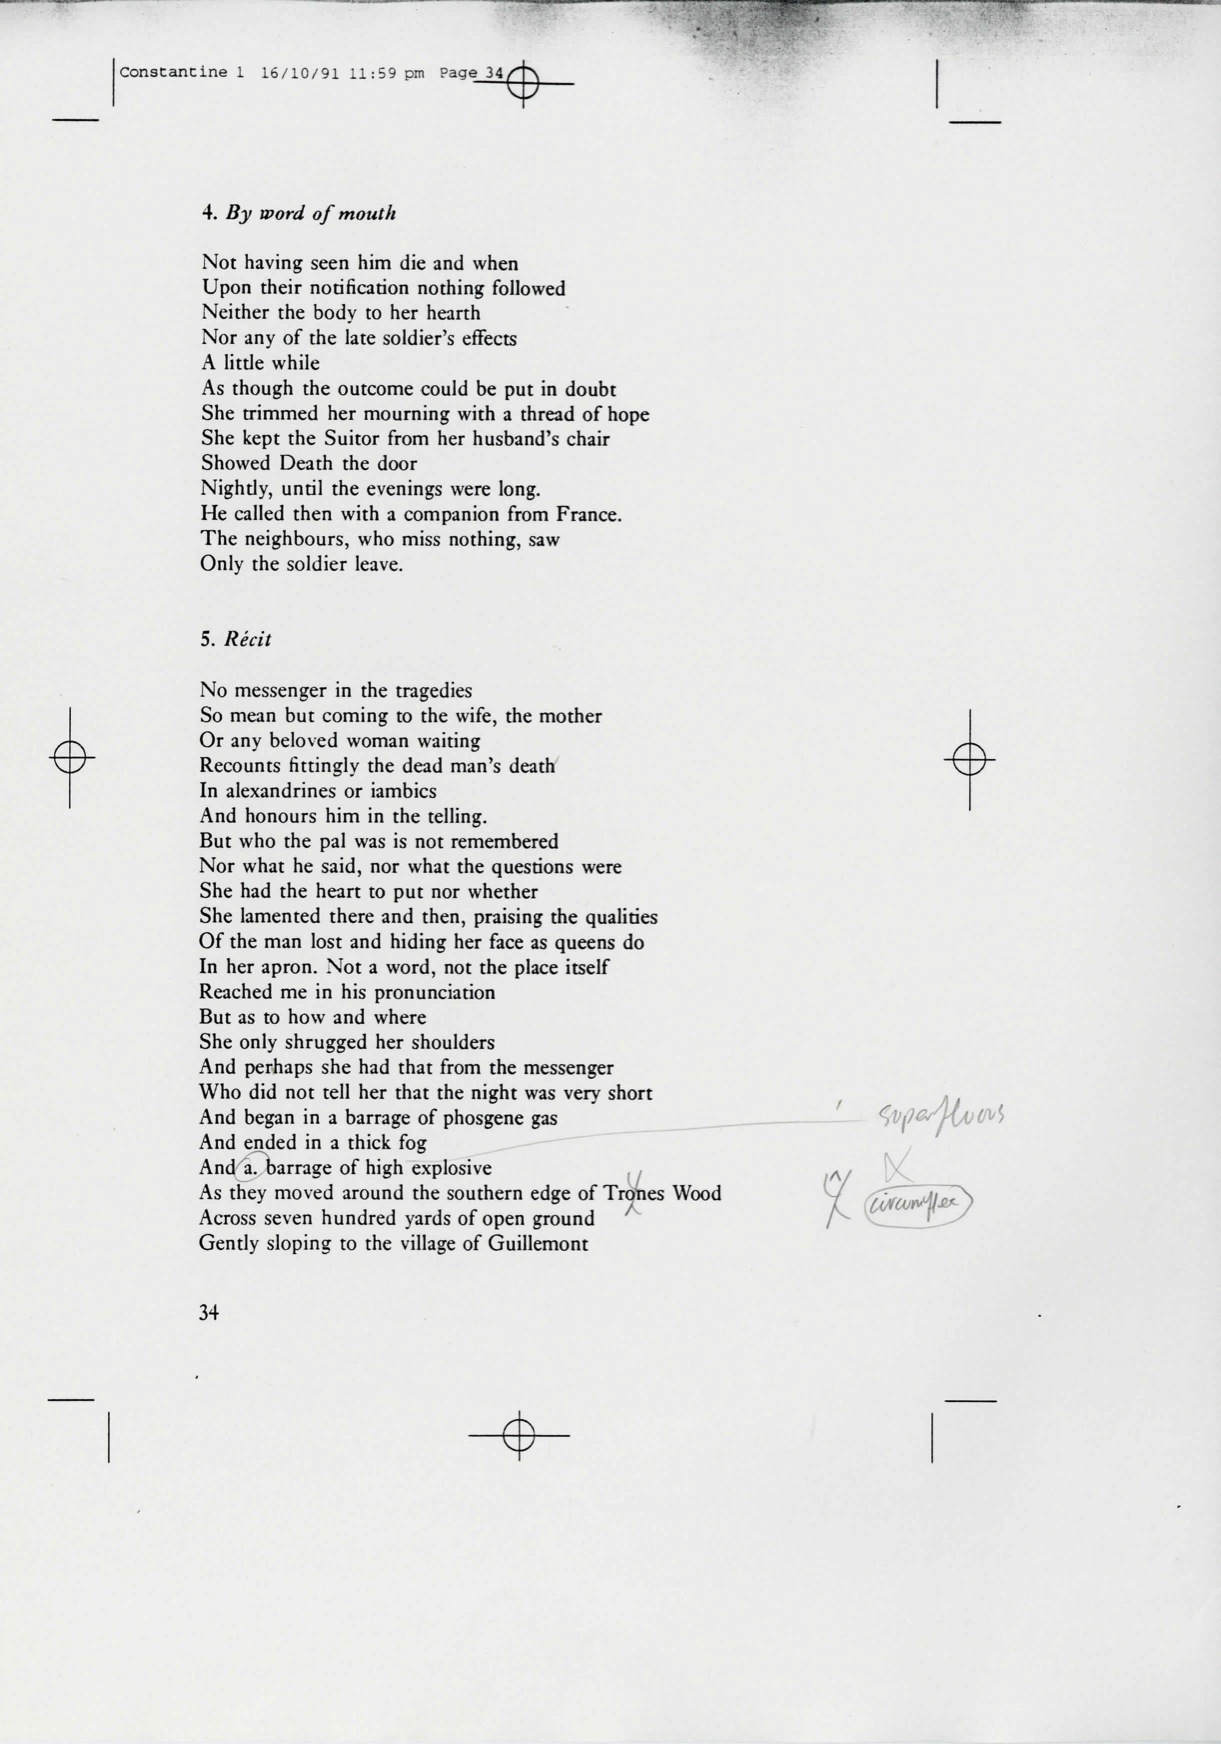 Constantine 1 16/10/91 11:59 pm Page 34
4. By word of mouth
Not having seen him die and when
Upon their notification nothing followed
Neither the body to her hearth
Nor any of the late soldier's effects
A little while
As though the outcome could be put in doubt
She trimmed her mourning with a thread of hope
She kept the Suitor from her husband's chair
Showed Death the door
Nightly, until the evenings were long.
He called then with a companion from France.
The neighbours, who miss nothing, saw
Only the soldier leave.
5. Récit
No messenger in the tragedies
So mean but coming to the wife, the mother
Or any beloved woman waiting
Recounts fittingly the dead man's death
In alexandrines or iambics
And honours him in the telling.
But who the pal was is not remembered
Nor what he said, nor what the questions were
She had the heart to put nor whether
She lamented there and then, praising the qualities
Of the man lost and hiding her face as queens do
In her apron. Not a word, not the place itself
Reached me in his pronunciation
But as to how and where
She only shrugged her shoulders
And perhaps she had that from the messenger
Who did not tell her that the night was very short
And began in a barrage of phosgene gas
superfluous
And ended in a thick fog
And a. barrage of high explosive
As they moved around the southern edge of Trones Wood
circumflex
Across seven hundred yards of open ground
Gently sloping to the village of Guillemont
34